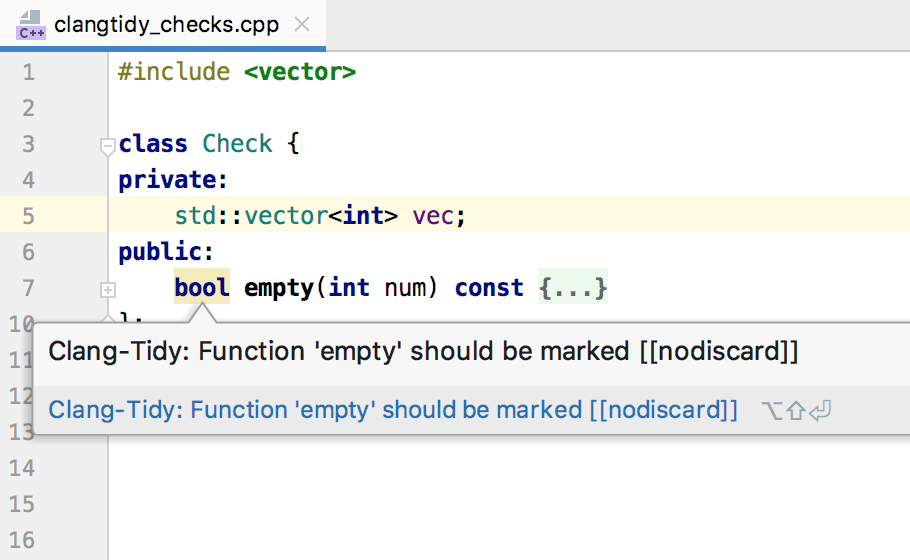 C++ clangtidy_checks.cpp
1 #include <vector>
2
3 class Check {
4 private:
5     std::vector<int> vec;
6 public:
7     bool empty(int num) const {...}
10 };
Clang-Tidy: Function 'empty' should be marked [[nodiscard]]
11
12
Clang-Tidy: Function 'empty' should be marked [[nodiscard]] ⌥⇧⏎
13
14
15
16